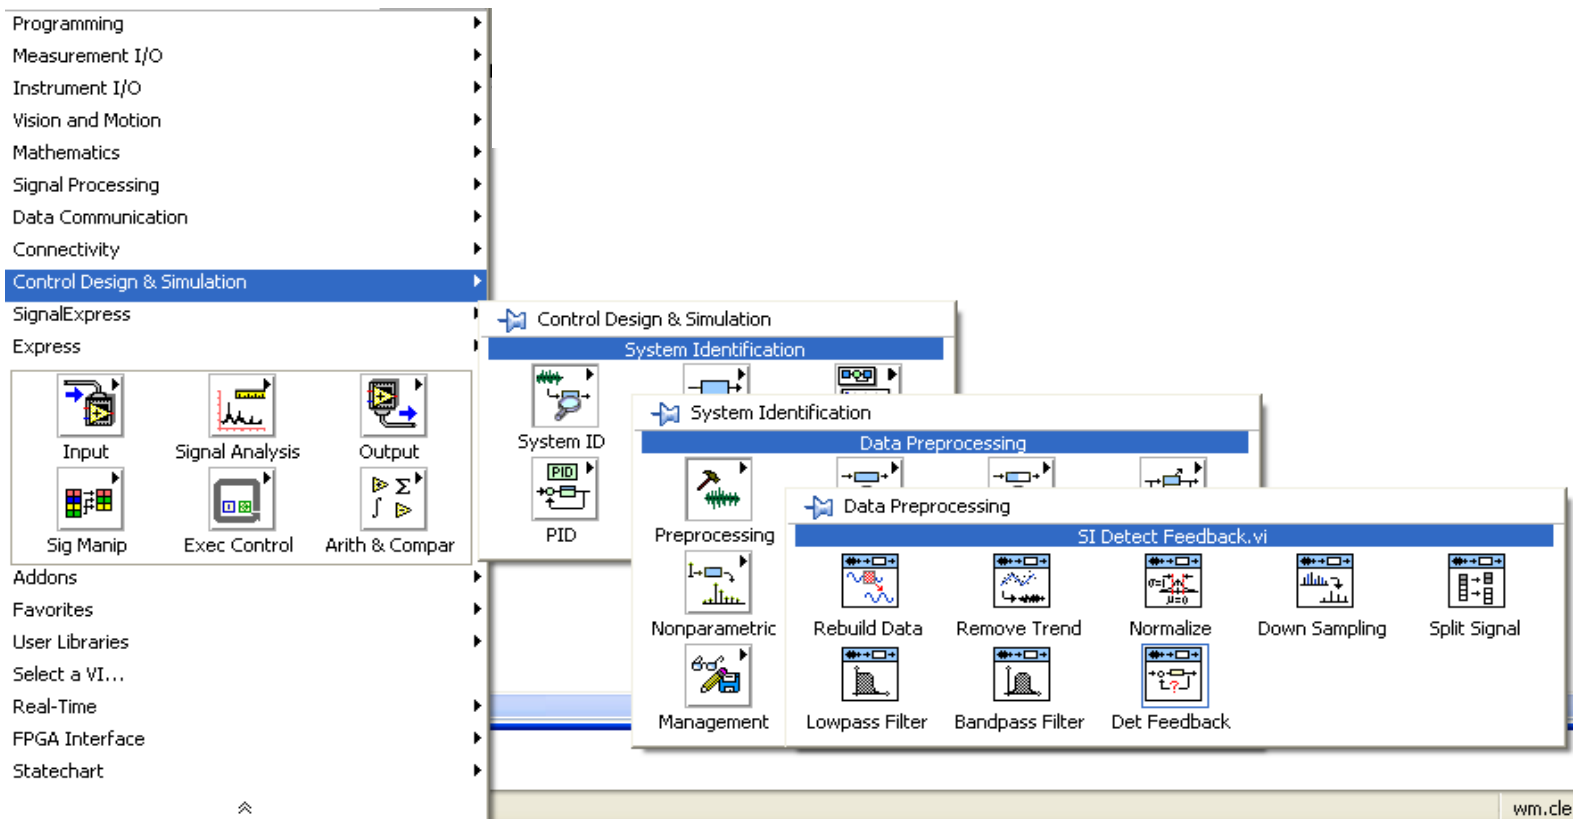 Programming
Measurement I/O
Instrument I/O
Vision and Motion
Mathematics
Signal Processing
Data Communication
Connectivity
Control Design & Simulation
SignalExpress
Express
Input
Signal Analysis
Output
Sig Manip
Exec Control
Arith & Compar
Addons
Favorites
User Libraries
Select a VI...
Real-Time
FPGA Interface
Statechart
Control Design & Simulation
System Identification
System ID
PID
PID
System Identification
Data Preprocessing
Preprocessing
Nonparametric
Management
Data Preprocessing
SI Detect Feedback.vi
Rebuild Data
Remove Trend
σ=1
μ=0
Normalize
Down Sampling
Split Signal
Lowpass Filter
Bandpass Filter
?
Det Feedback
wm.cle